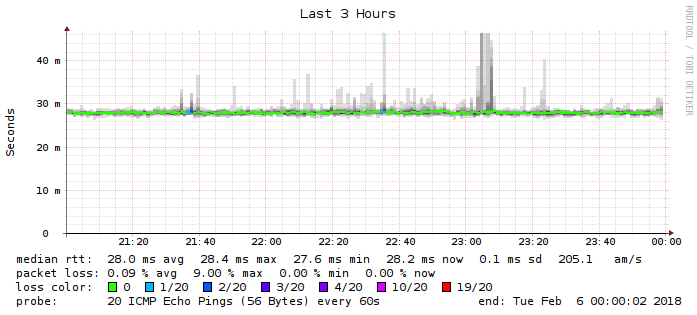 Last 3 Hours
RRDTOOL / TOBI OETIKER
Seconds
40 m
30 m
20 m
10 m
0
21:20 21:40 22:00 22:20 22:40 23:00 23:20 23:40 00:00
median rtt: 28.0 ms avg 28.4 ms max 27.6 ms min 28.2 ms now 0.1 ms sd 205.1 am/s
packet loss: 0.09 % avg 9.00 % max 0.00 % min 0.00 % now
loss color: 0 1/20 2/20 3/20 4/20 10/20 19/20
probe: 20 ICMP Echo Pings (56 Bytes) every 60s end: Tue Feb 6 00:00:02 2018